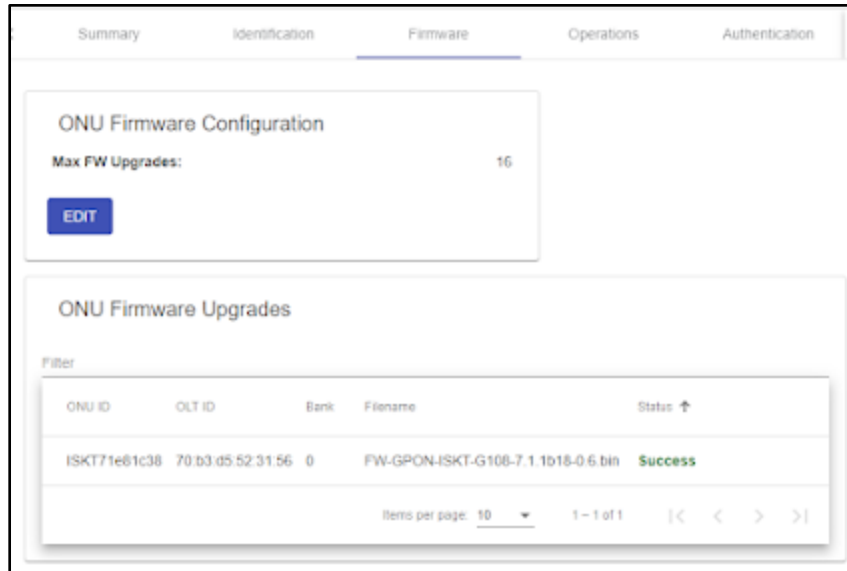 Summary Identification Firmware Operations Authentication
ONU Firmware Configuration
Max FW Upgrades: 16
EDIT
ONU Firmware Upgrades
Filter
ONU ID OLT ID Bank Filename Status ↑
ISKT71e81c38 70:b3:d5:52:31:56 0 FW-GPON-ISKT-G108-7.1.1b18-0.6.bin Success
Items per page: 10 1 – 1 of 1